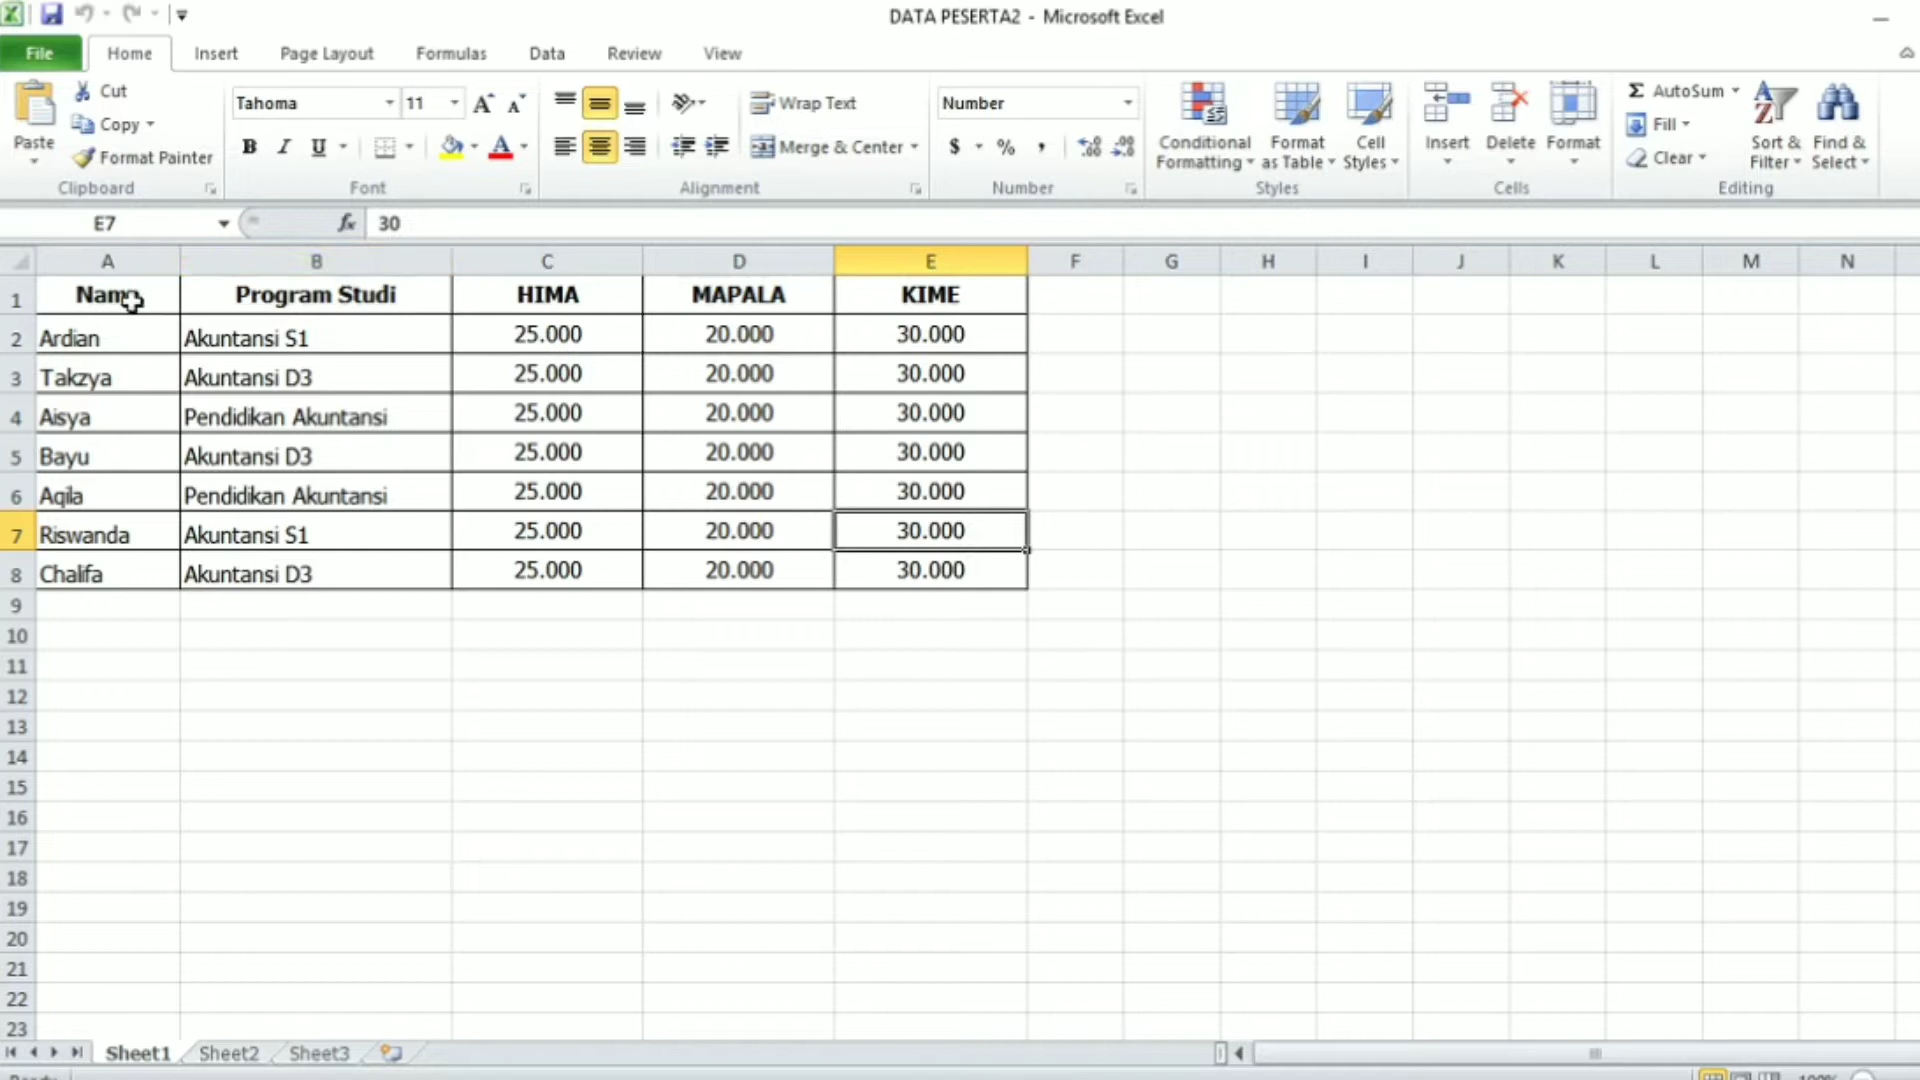 DATA PESERTA2 - Microsoft Excel
File Home Insert Page Layout Formulas Data Review View
Paste
Cut
Copy
Format Painter
Clipboard
Tahoma 11
B I U
Font
Wrap Text
Merge & Center
Alignment
Number
$ % ,
Number
Conditional Formatting
Format as Table
Cell Styles
Styles
Insert Delete Format
Cells
Σ AutoSum
Fill
Clear
Sort & Filter
Find & Select
Editing
E7 fx 30
A B C D E F G H I J K L M N
1 Program Studi HIMA MAPALA KIME
2 Ardian Akuntansi S1 25.000 20.000 30.000
3 Takzya Akuntansi D3 25.000 20.000 30.000
4 Aisya Pendidikan Akuntansi 25.000 20.000 30.000
5 Bayu Akuntansi D3 25.000 20.000 30.000
6 Aqila Pendidikan Akuntansi 25.000 20.000 30.000
7 Riswanda Akuntansi S1 25.000 20.000 30.000
8 Chalifa Akuntansi D3 25.000 20.000 30.000
9
10
11
12
13
14
15
16
17
18
19
20
21
22
23
Sheet1 Sheet2 Sheet3